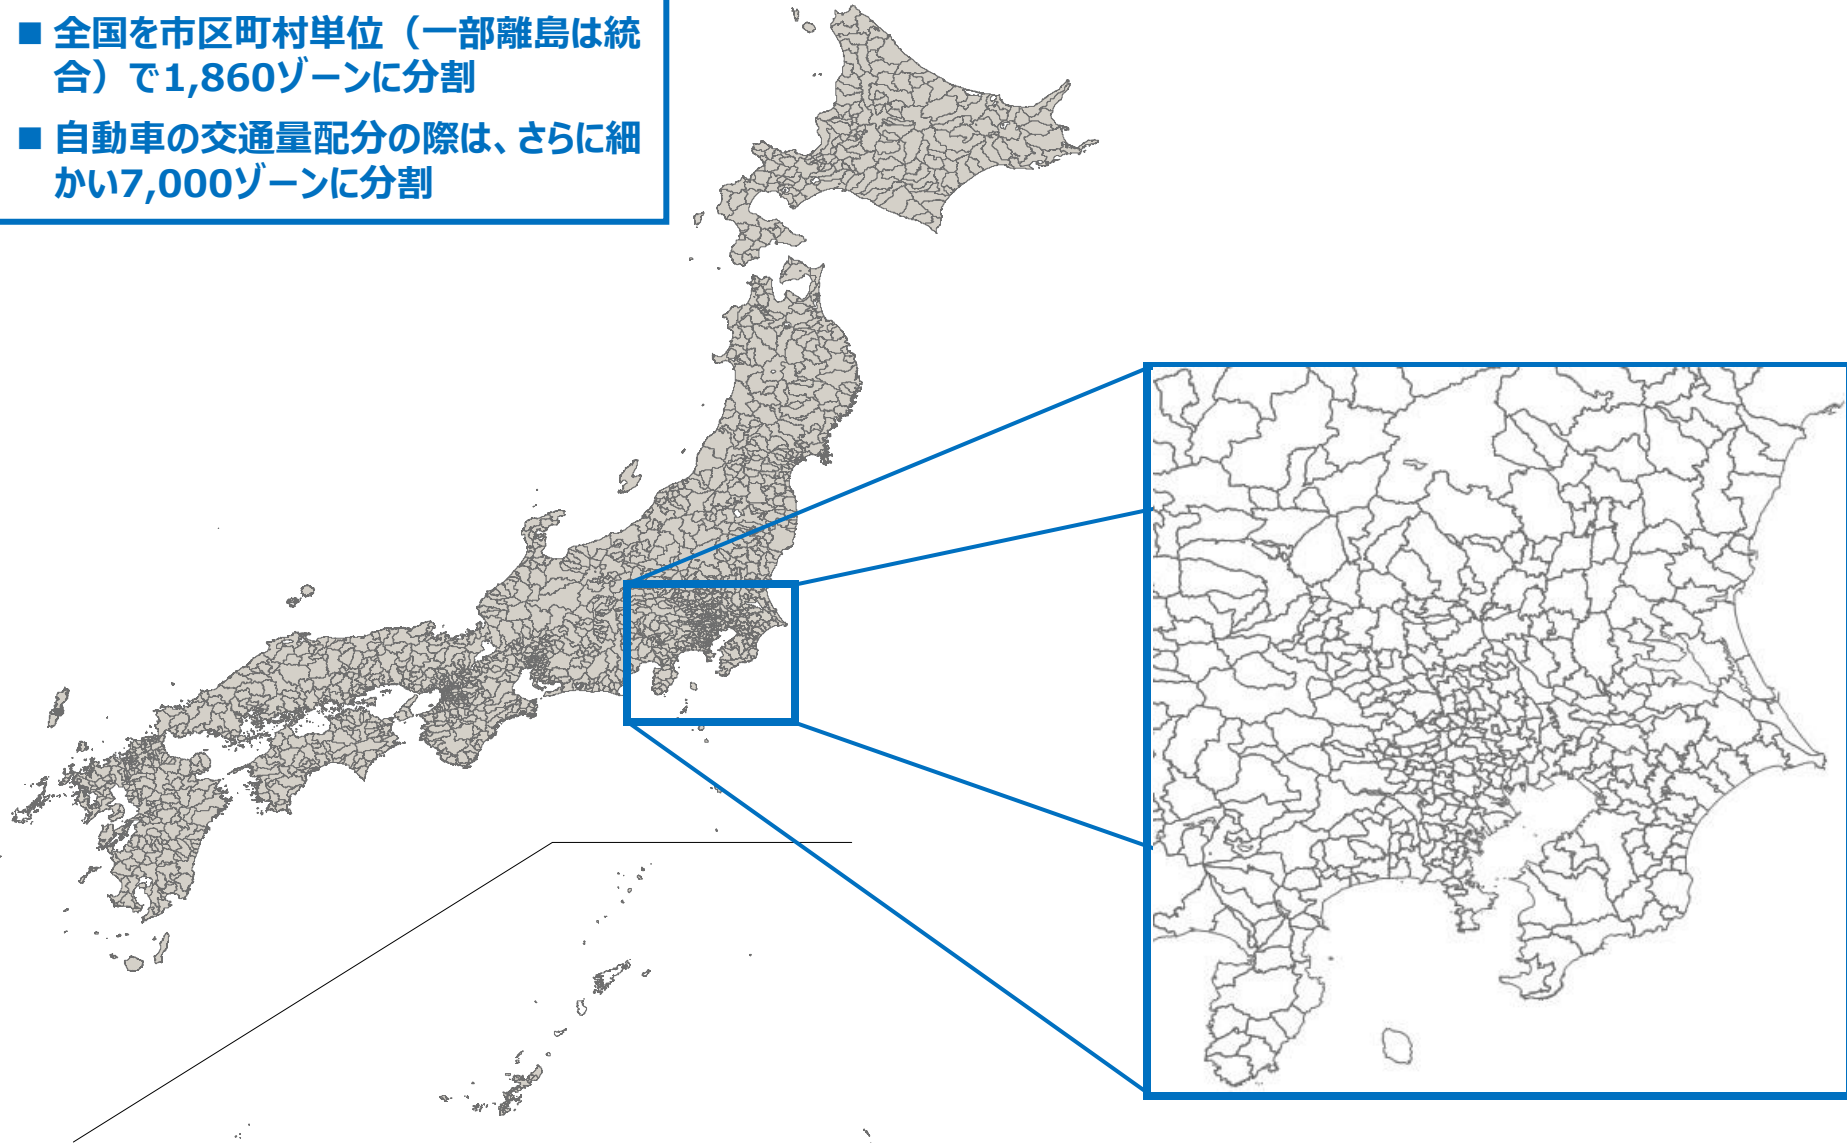 ■ 全国を市区町村単位（一部離島は統
合）で1,860ゾーンに分割
■ 自動車の交通量配分の際は、さらに細
かい7,000ゾーンに分割